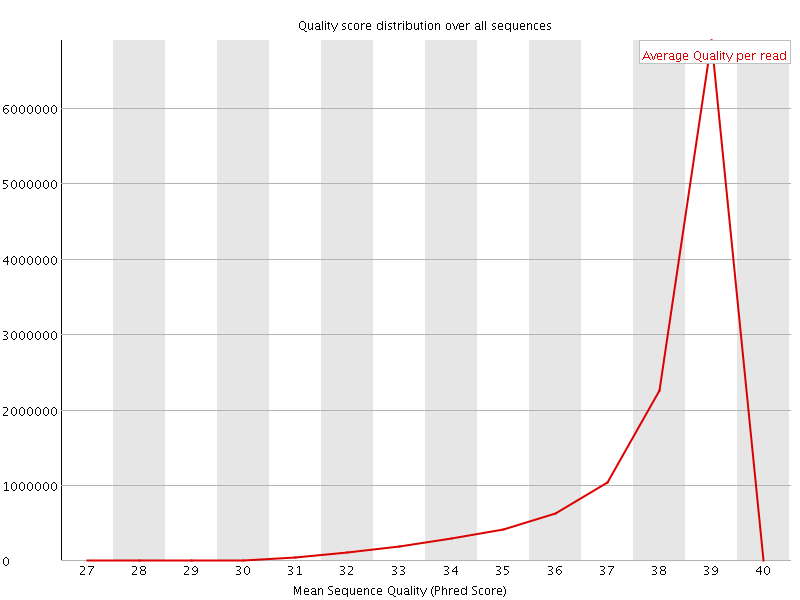 Quality score distribution over all sequences
Average Quality per read
6000000
5000000
4000000
3000000
2000000
1000000
0
27 28 29 30 31 32 33 34 35 36 37 38 39 40
Mean Sequence Quality (Phred Score)